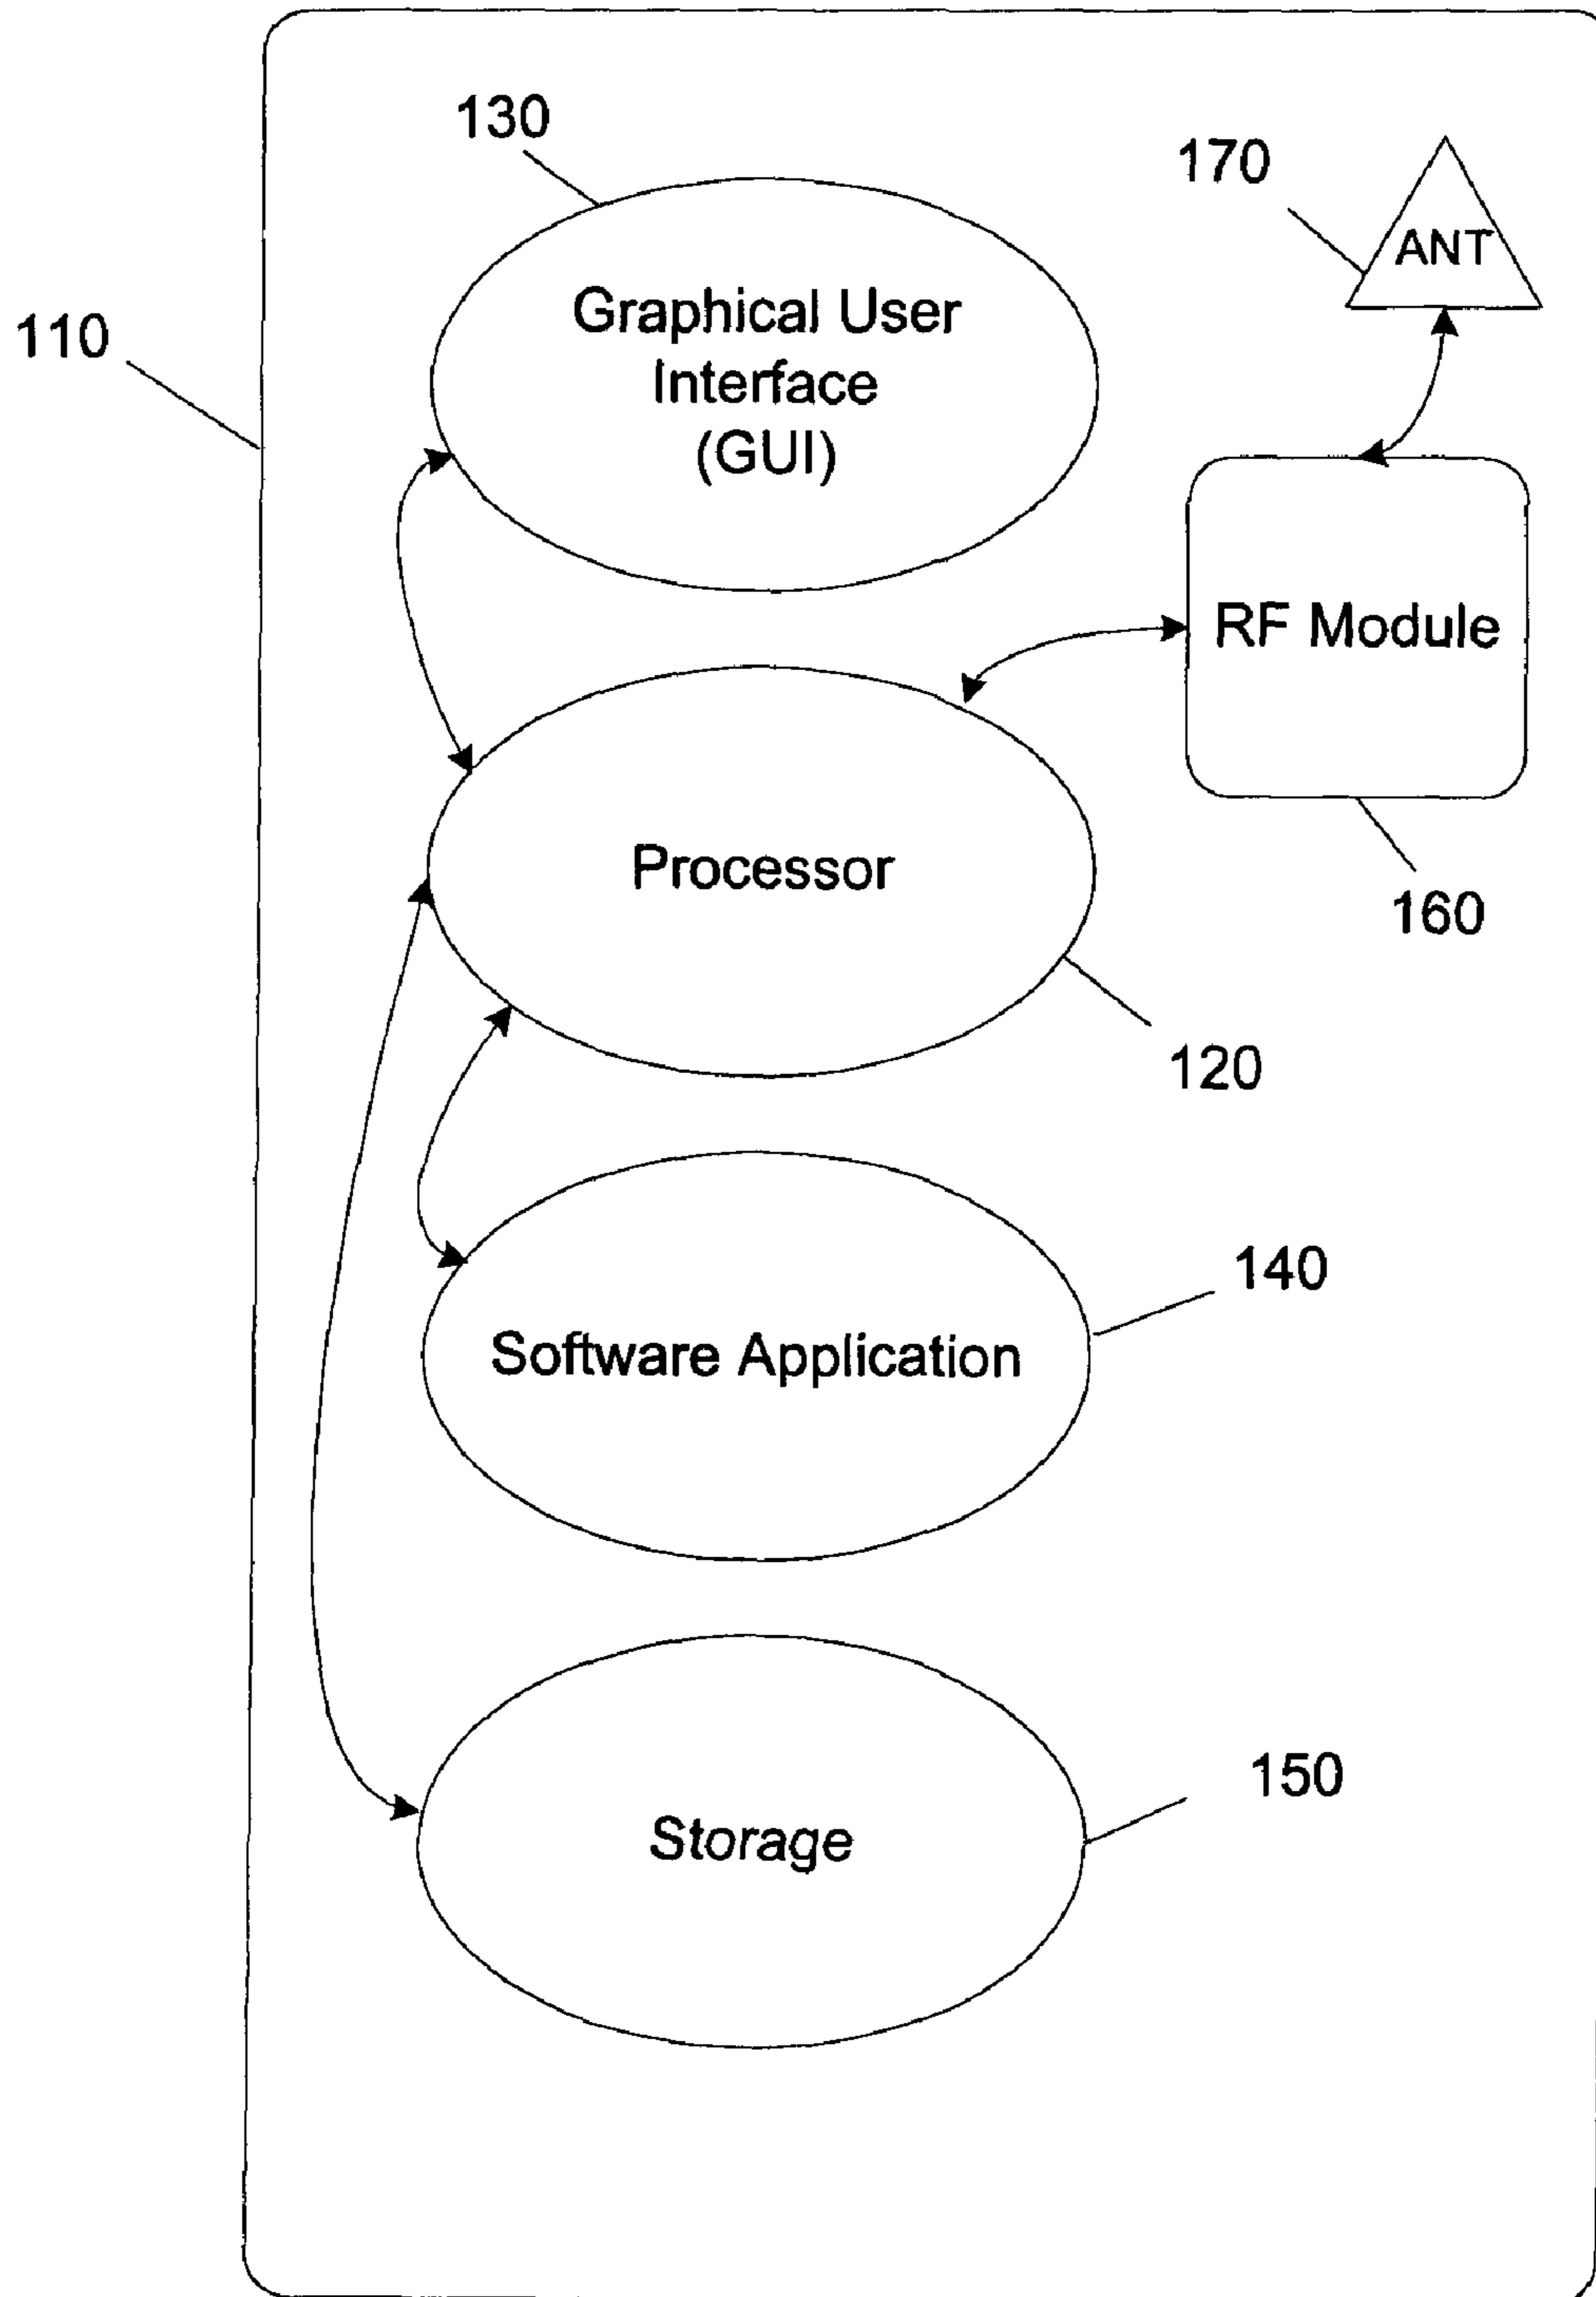 130
170
ANT
110
Graphical User
Interface
(GUI)
RF Module
Processor
160
120
140
Software Application
150
Storage